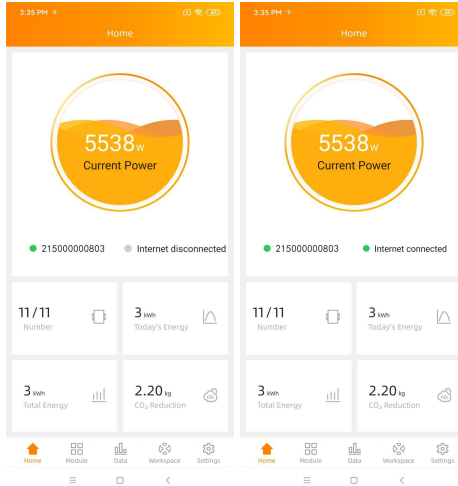 3:35 PM
Home
5538W
Current Power
215000000803 Internet disconnected
11/11
Number
3 kWh
Today's Energy
3 kWh
Total Energy
2.20 kg
CO₂ Reduction
CO₂
Home Module Data Workspace Settings
3:35 PM
Home
5538W
Current Power
215000000803 Internet connected
11/11
Number
3 kWh
Today's Energy
3 kWh
Total Energy
2.20 kg
CO₂ Reduction
CO₂
Home Module Data Workspace Settings